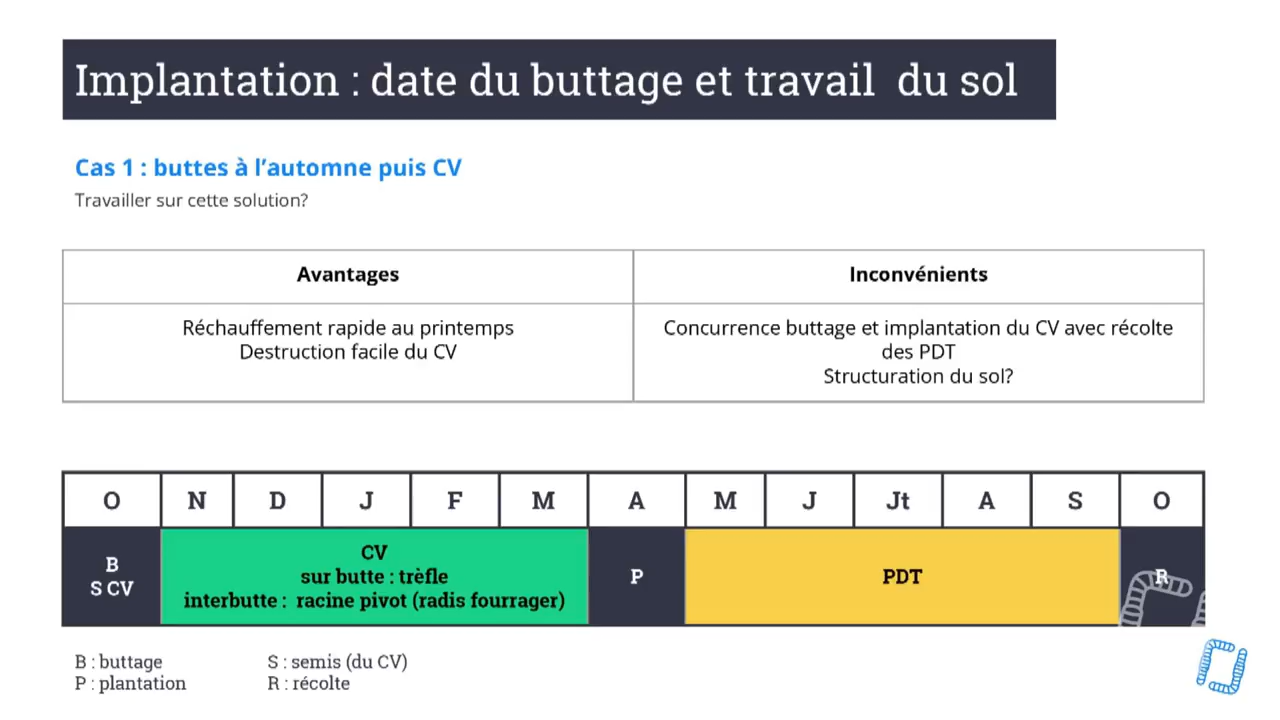 Implantation : date du buttage et travail du sol
Cas 1 : buttes à l'automne puis CV
Travailler sur cette solution?
Avantages
Inconvénients
Réchauffement rapide au printemps
Destruction facile du CV
Concurrence buttage et implantation du CV avec récolte
des PDT
Structuration du sol?
O N D J F M A M J Jt A S O
B
S CV
CV
sur butte : trèfle
interbutte : racine pivot (radis fourrager)
P
PDT
R
B : buttage
P : plantation
S : semis (du CV)
R : récolte